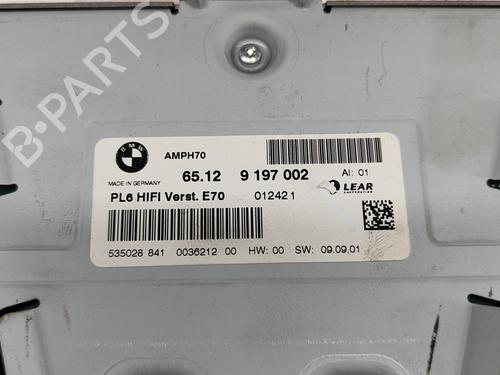 B-PARTS
BMW
AMPH70
65.12 9 197 002 AI: 01
MADE IN GERMANY
PL6 HIFI Verst. E70 012421 LEAR
CORPORATION
535028 841 0036212 00 HW: 00 SW: 09.09.01